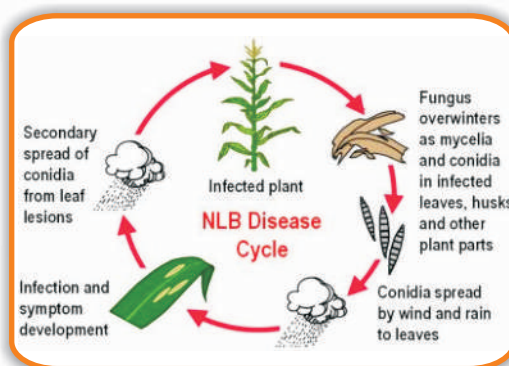 Infected plant
Fungus
overwinters
as mycelia
and conidia
in infected
leaves, husks
and other
plant parts
Conidia spread
by wind and rain
to leaves
Infection and
symptom
development
Secondary
spread of
conidia
from leaf
lesions
NLB Disease
Cycle